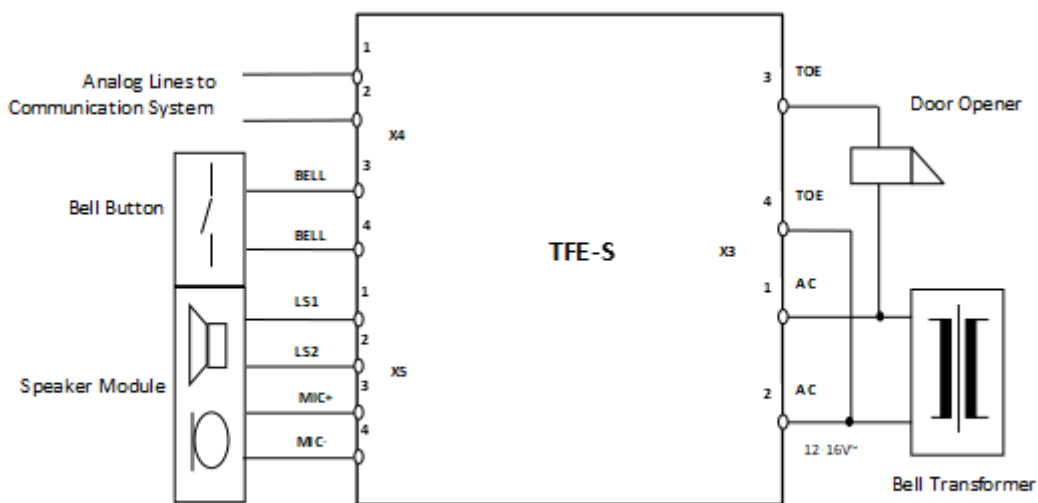 1
Analog Lines to
Communication System
2
X4
Bell Button
3
BELL
4
BELL
Speaker Module
1
LS1
2
LS2
X5
3
MIC+
4
MIC-
TFE-S
X3
3
TOE
Door Opener
4
TOE
1
AC
2
AC
12 16V~
Bell Transformer